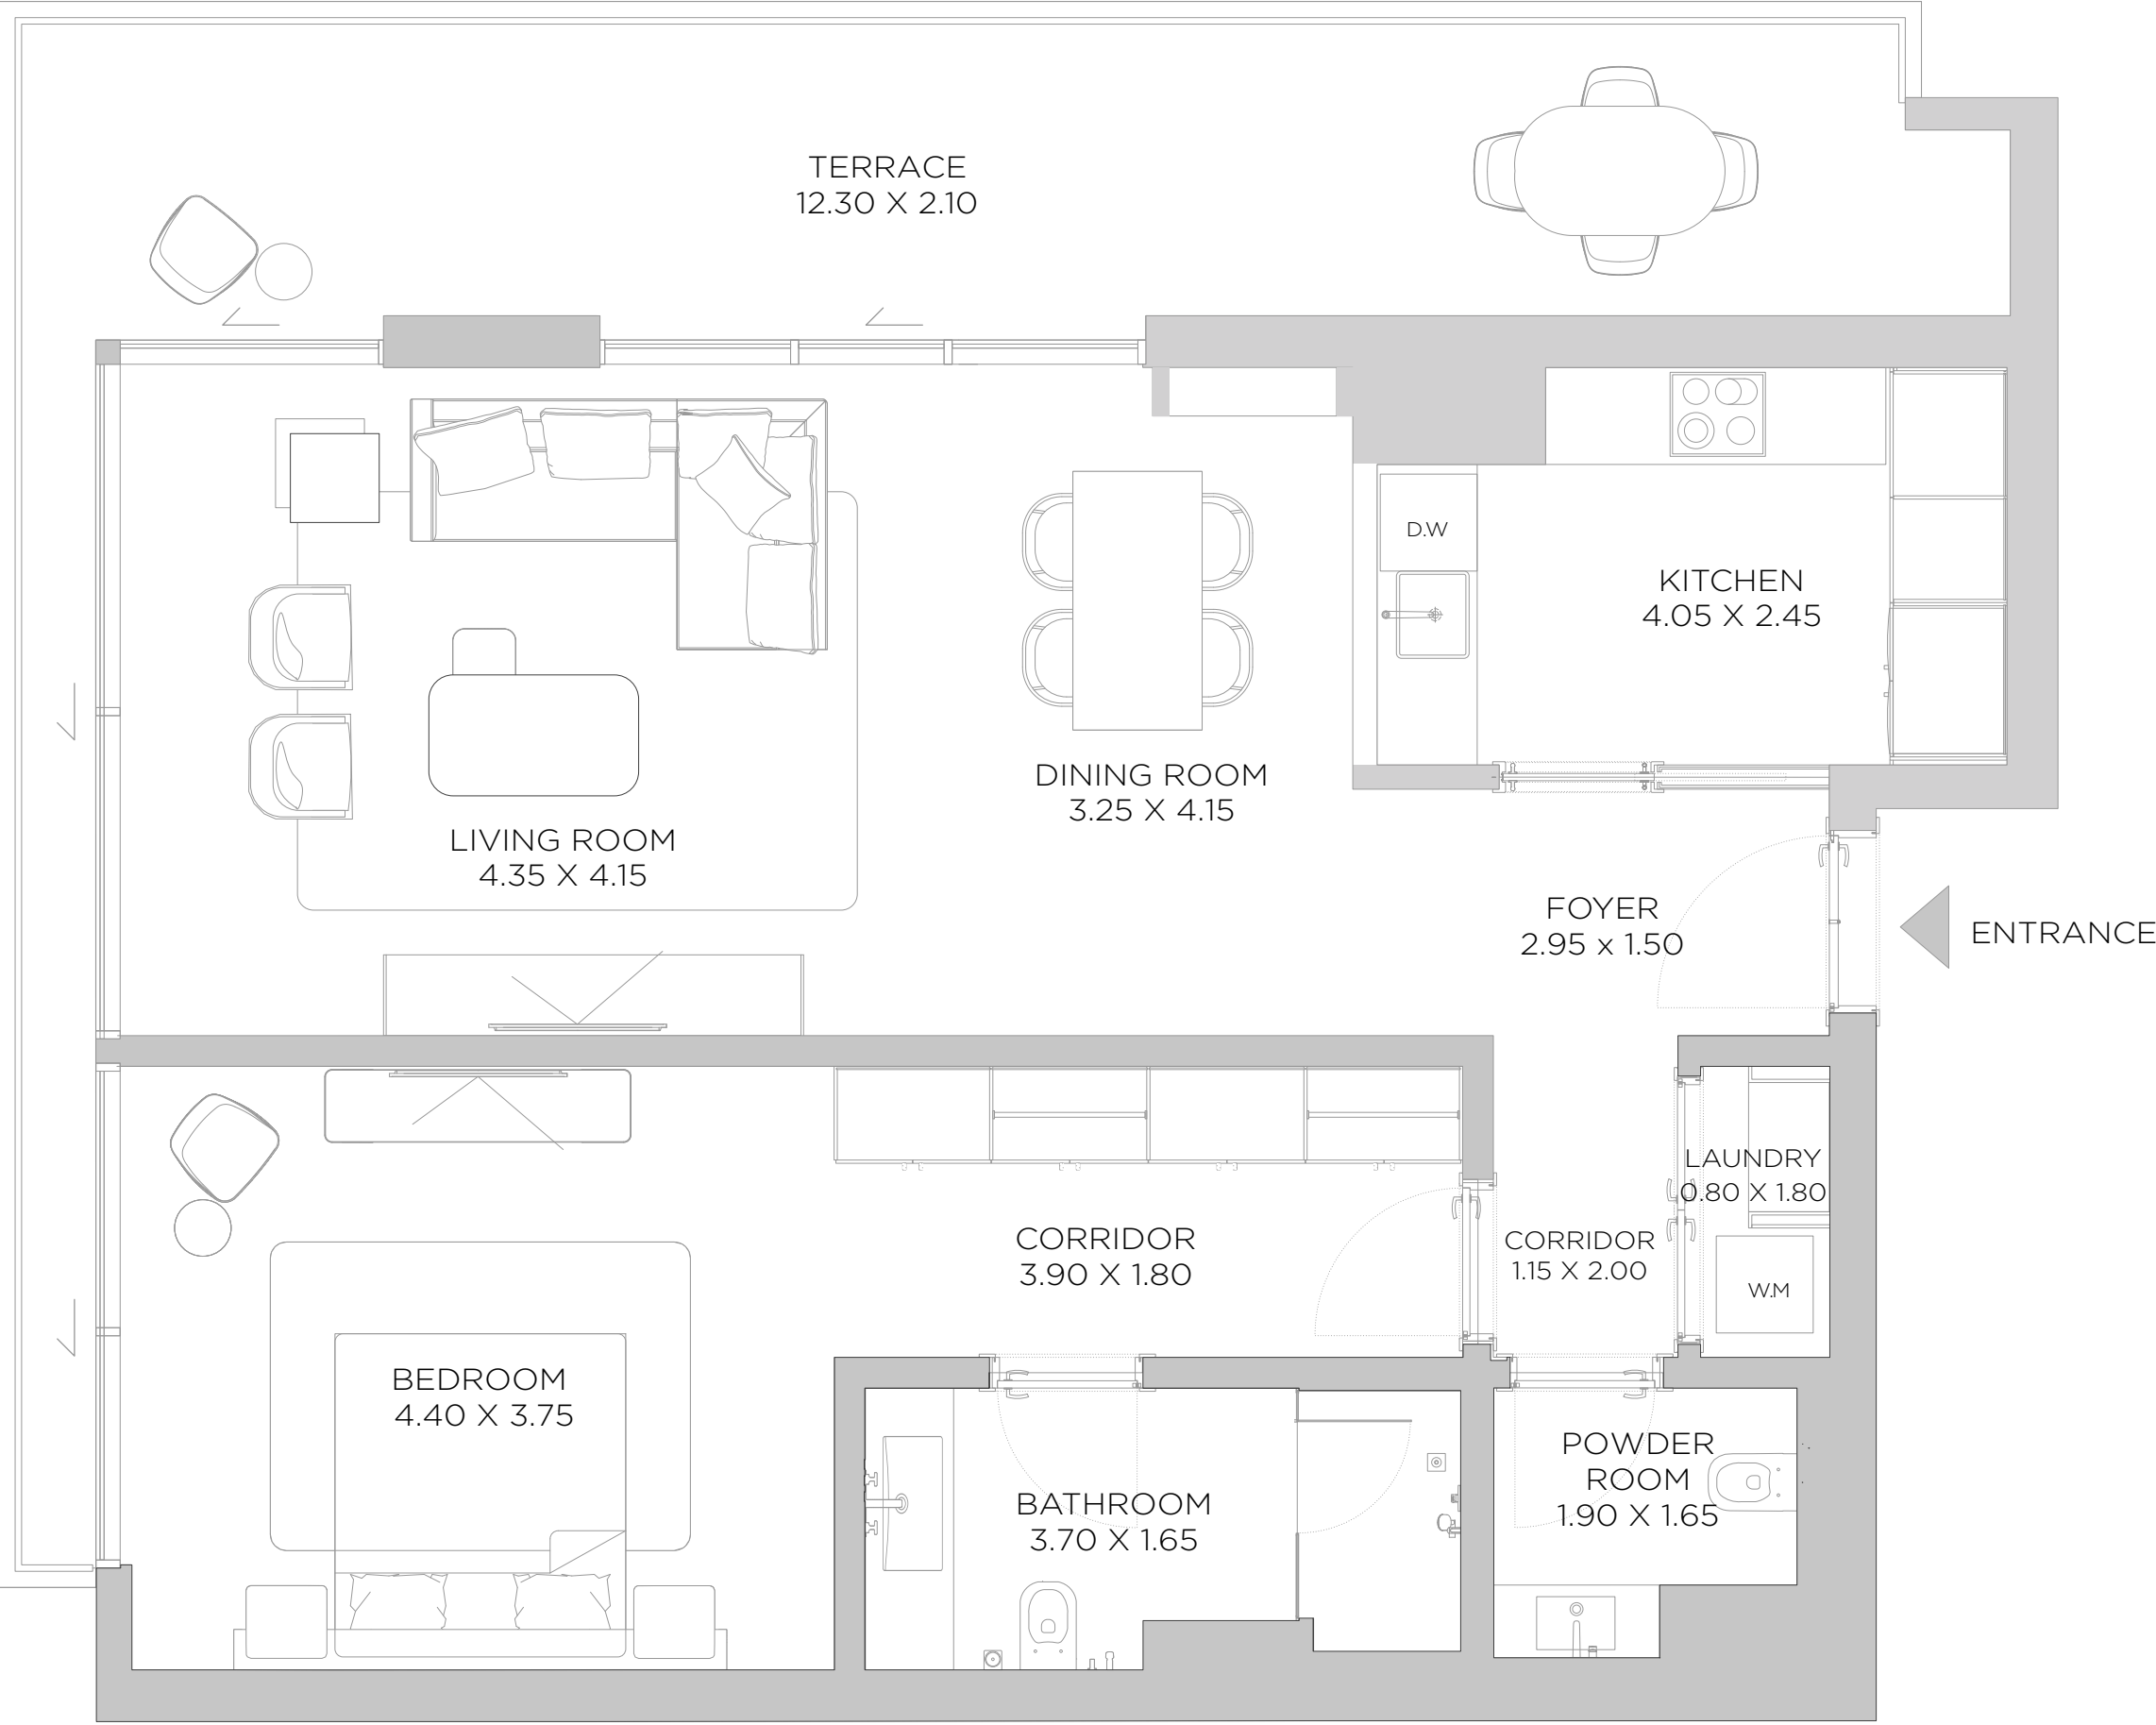 TERRACE
12.30 X 2.10
D.W
KITCHEN
4.05 X 2.45
DINING ROOM
3.25 X 4.15
LIVING ROOM
4.35 X 4.15
FOYER
2.95 x 1.50
ENTRANCE
LAUNDRY
0.80 X 1.80
CORRIDOR
3.90 X 1.80
CORRIDOR
1.15 X 2.00
W.M
BEDROOM
4.40 X 3.75
POWDER
ROOM
1.90 X 1.65
BATHROOM
3.70 X 1.65